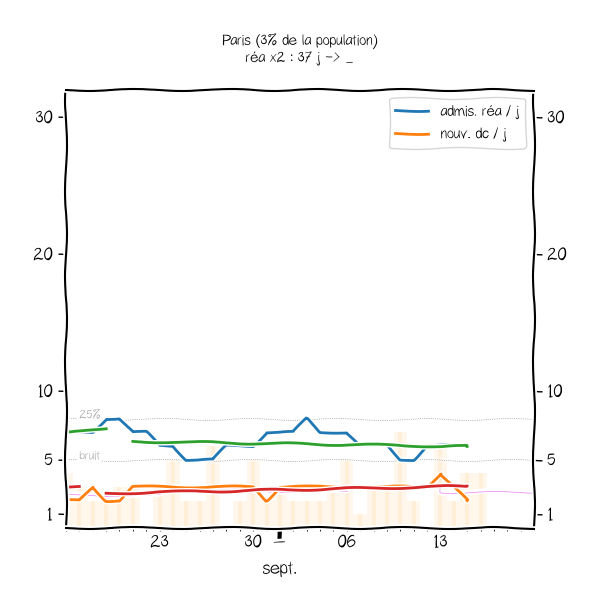 Paris (3% de la population)
réa x2 : 37 j -> _
admis. réa / j
nouv. dc / j
30 30
20 20
10 10
25%
5 bruit 5
1 1
23 30 06 13
sept.